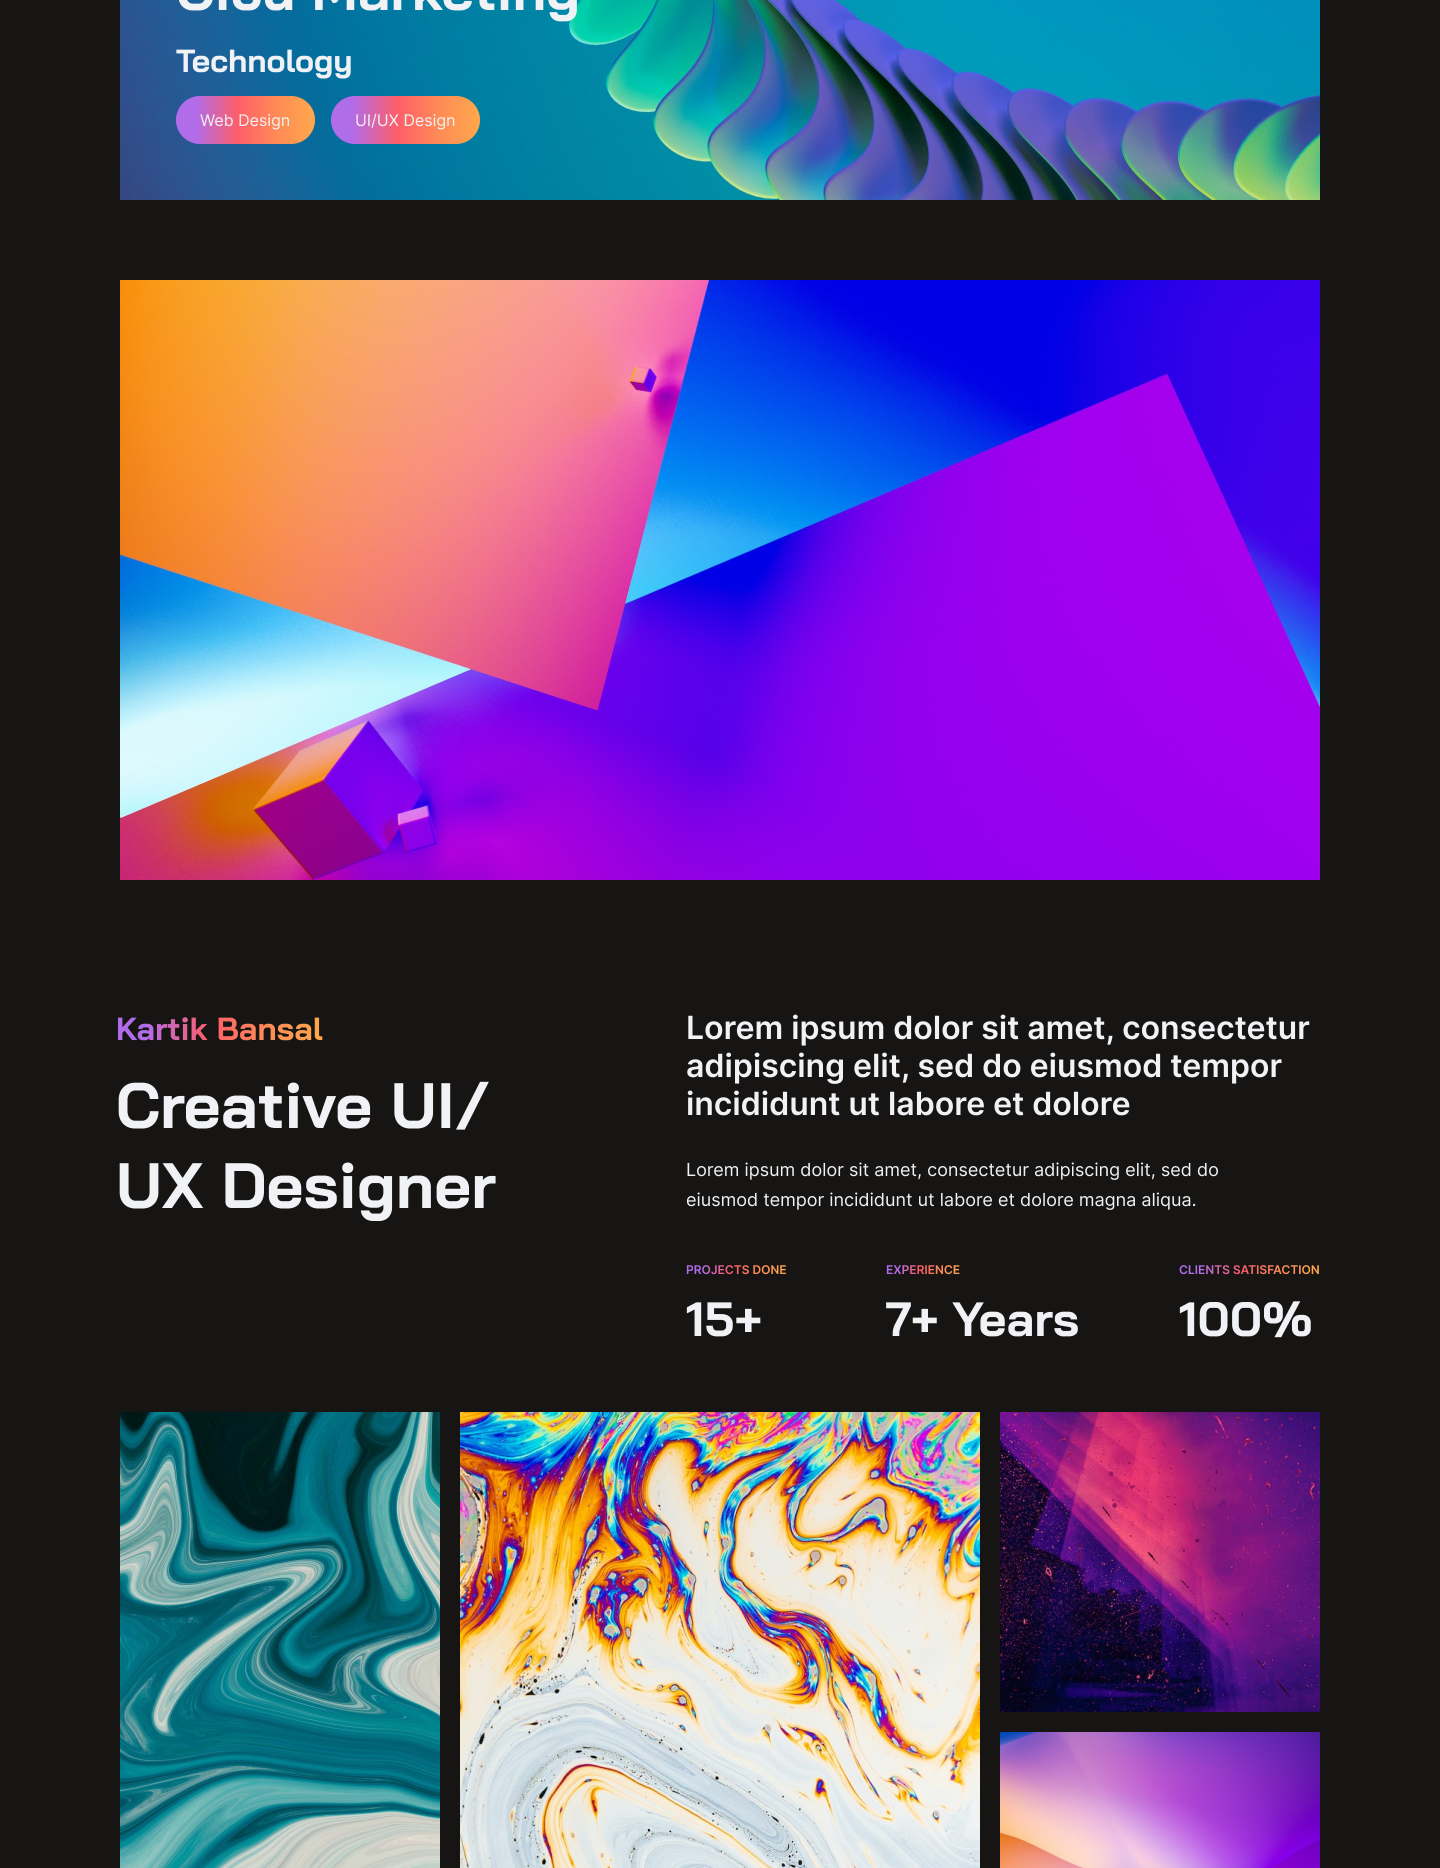 Marketing
Technology
Web Design
UI/UX Design
Kartik Bansal
Creative UI/
UX Designer
Lorem ipsum dolor sit amet, consectetur
adipiscing elit, sed do eiusmod tempor
incididunt ut labore et dolore
Lorem ipsum dolor sit amet, consectetur adipiscing elit, sed do
eiusmod tempor incididunt ut labore et dolore magna aliqua.
PROJECTS DONE
15+
EXPERIENCE
7+ Years
CLIENTS SATISFACTION
100%